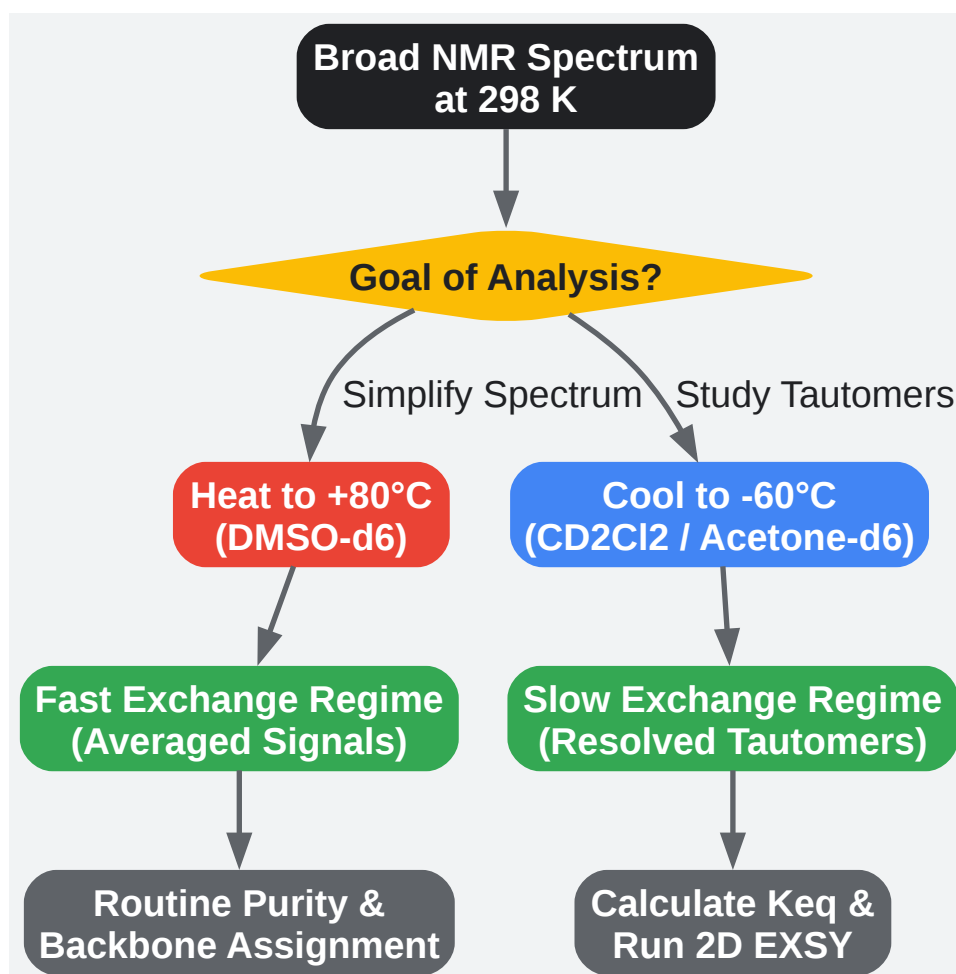 Broad NMR Spectrum
at 298 K
Goal of Analysis?
Simplify Spectrum
Study Tautomers
Heat to +80°C
(DMSO-d6)
Cool to -60°C
(CD2Cl2 / Acetone-d6)
Fast Exchange Regime
(Averaged Signals)
Slow Exchange Regime
(Resolved Tautomers)
Routine Purity &
Backbone Assignment
Calculate Keq &
Run 2D EXSY